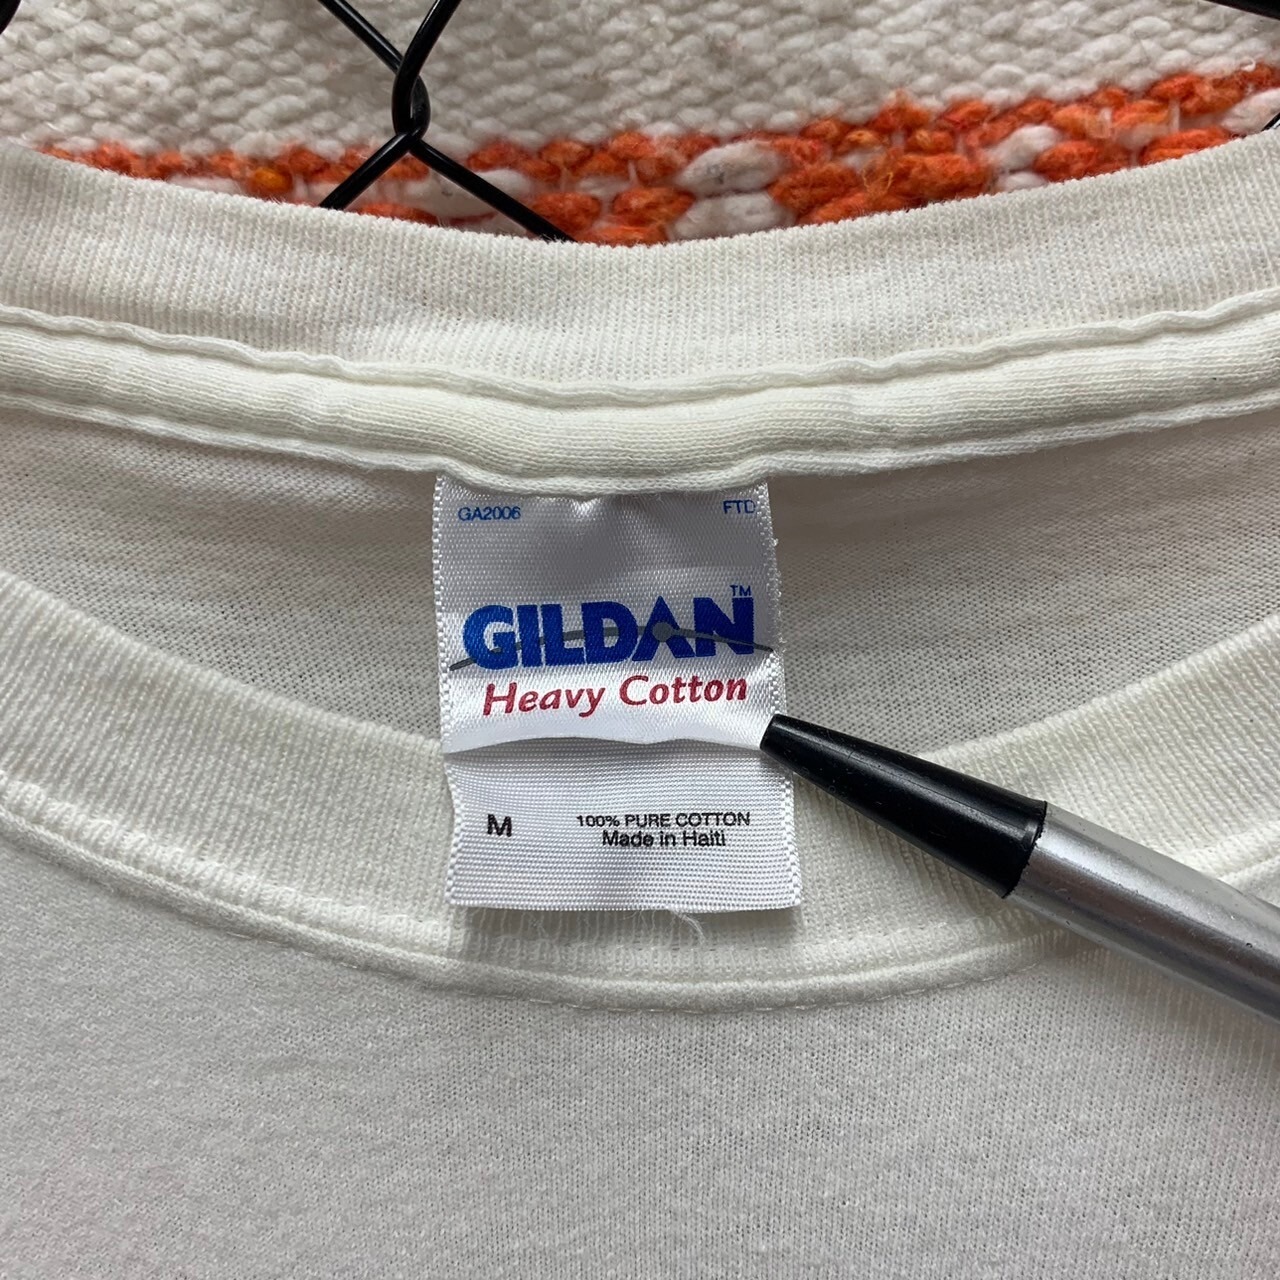 GA2006 FTD
GILDAN™
Heavy Cotton
M 100% PURE COTTON
Made in Haiti